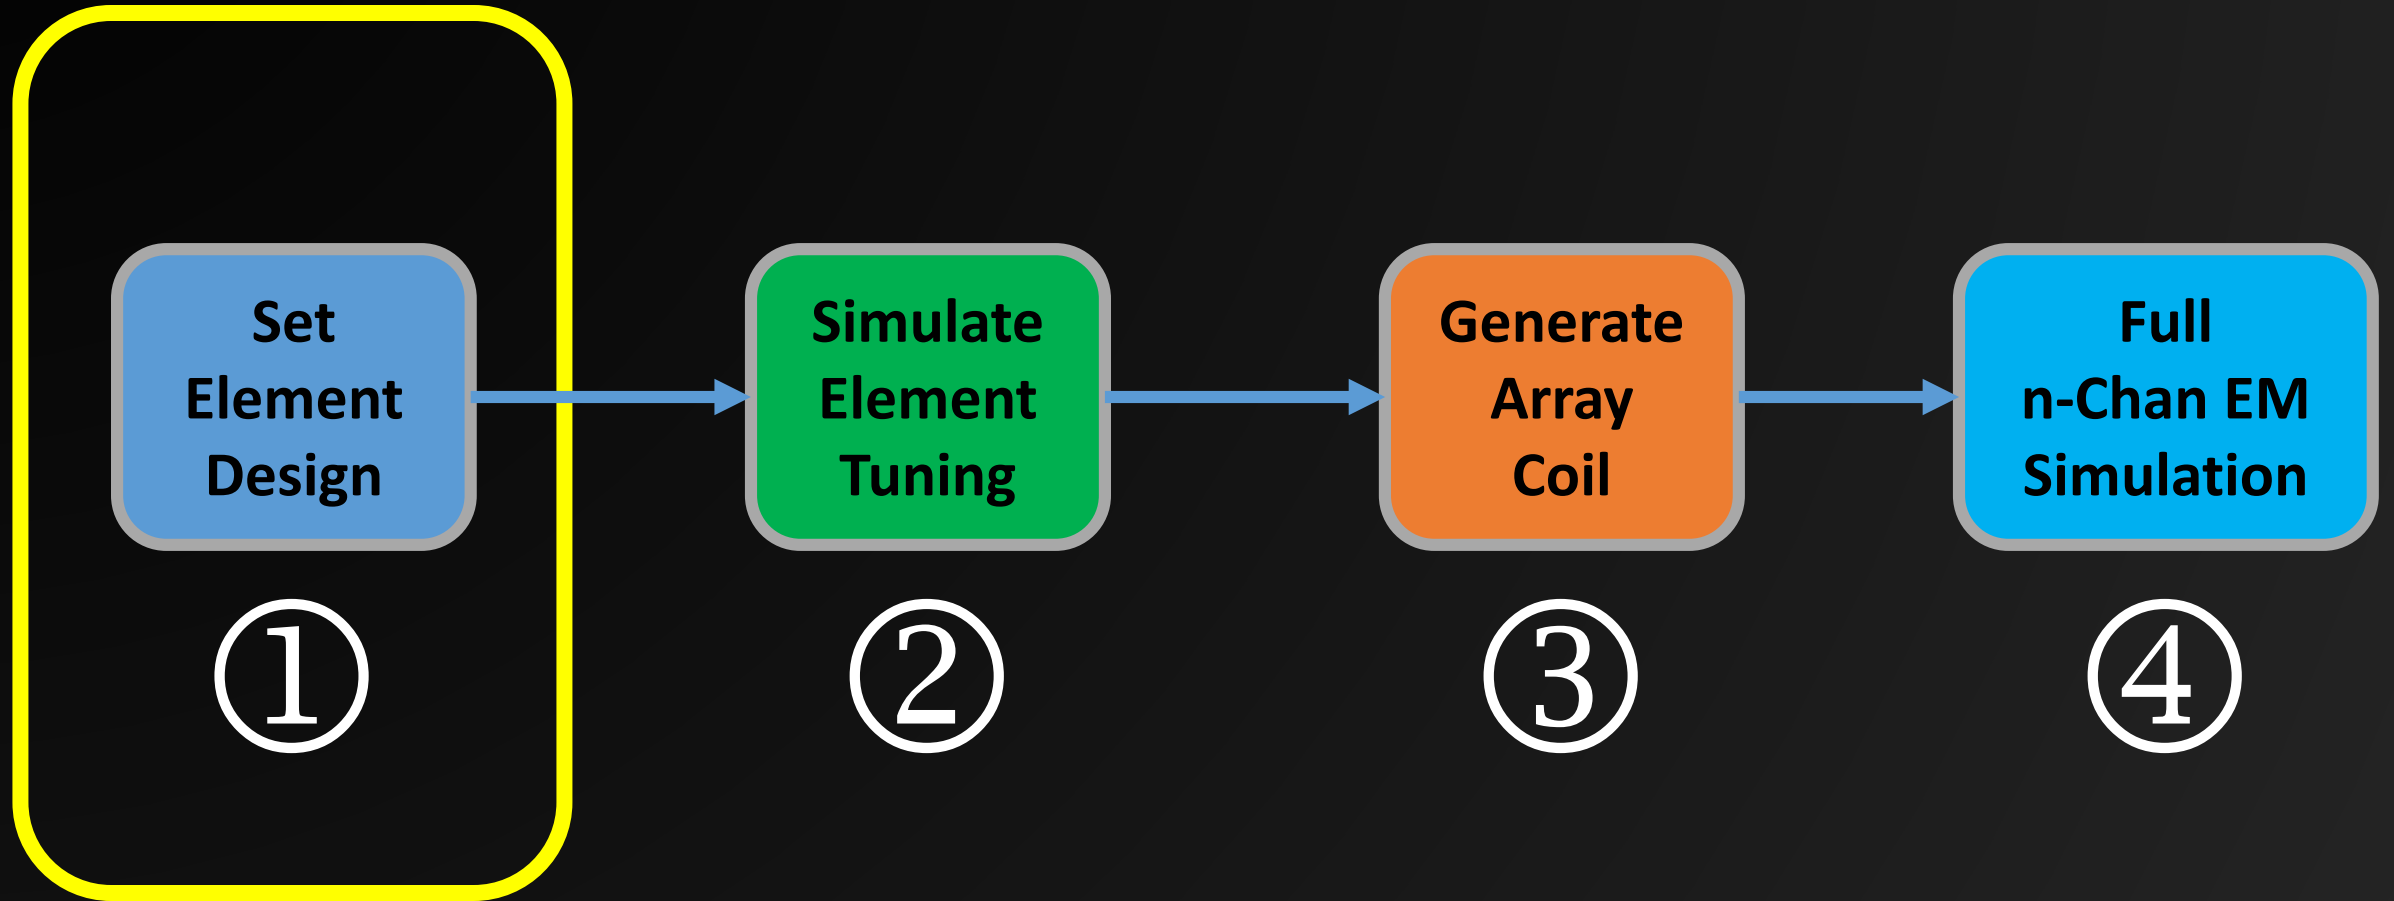 Set
Element
Design
①
Simulate
Element
Tuning
②
Generate
Array
Coil
③
Full
n-Chan EM
Simulation
④